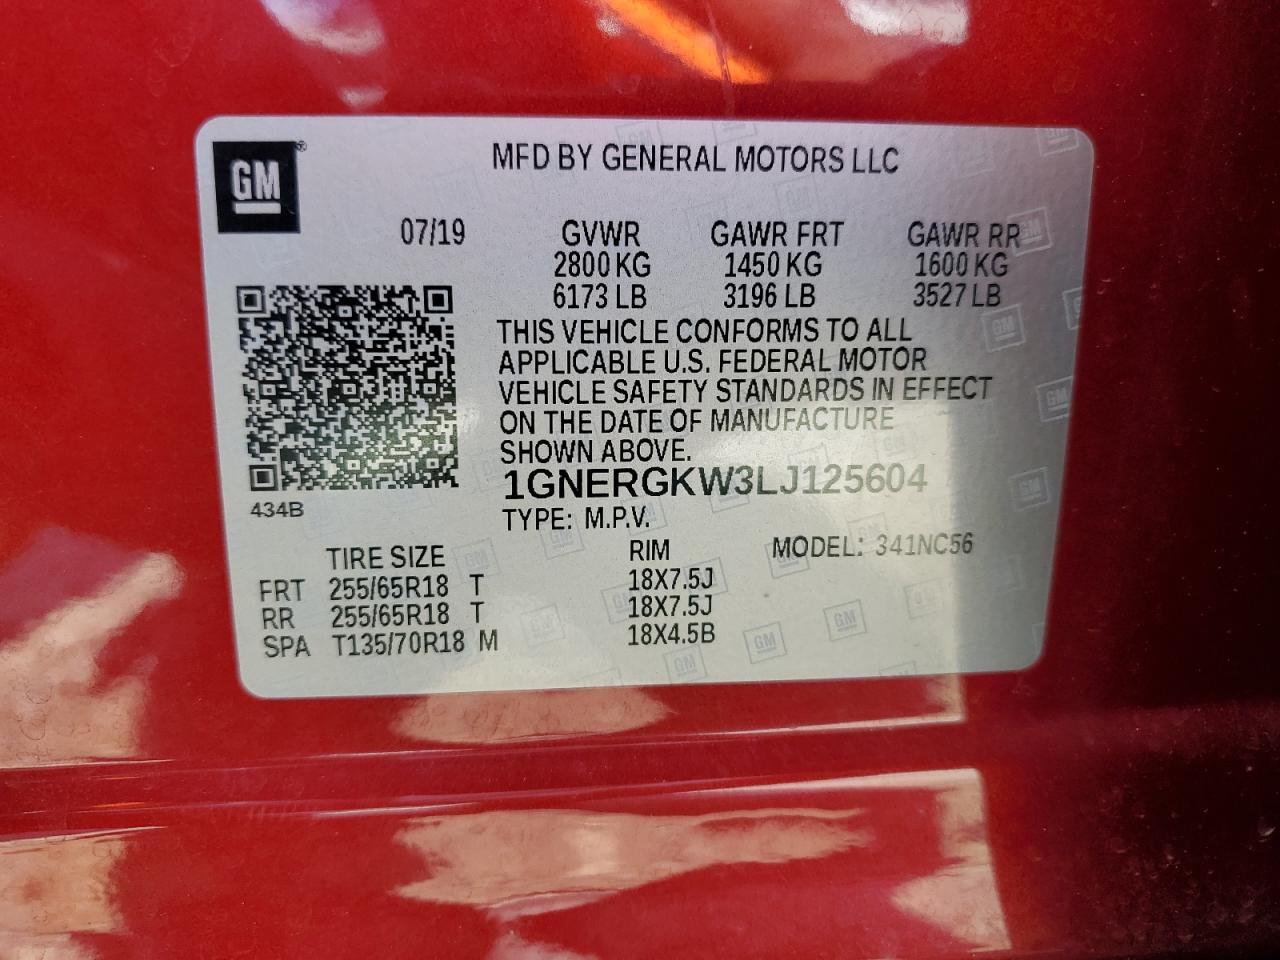 GM®
MFD BY GENERAL MOTORS LLC
07/19 GVWR GAWR FRT GAWR RR
2800 KG 1450 KG 1600 KG
6173 LB 3196 LB 3527 LB
THIS VEHICLE CONFORMS TO ALL
APPLICABLE U.S. FEDERAL MOTOR
VEHICLE SAFETY STANDARDS IN EFFECT
ON THE DATE OF MANUFACTURE
SHOWN ABOVE.
1GNERGKW3LJ125604
434B
TYPE: M.P.V.
TIRE SIZE RIM MODEL: 341NC56
FRT 255/65R18 T 18X7.5J
RR 255/65R18 T 18X7.5J
SPA T135/70R18 M 18X4.5B